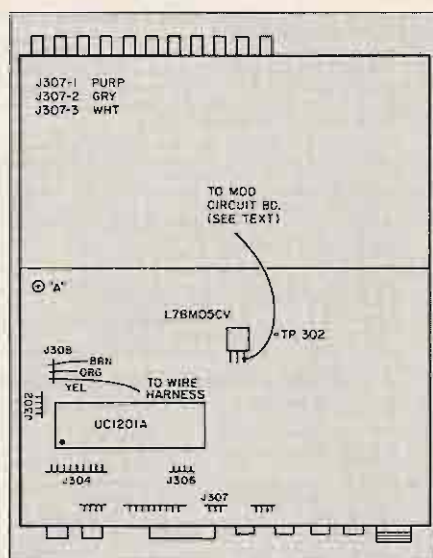 J307-1 PURP
J307-2 GRY
J307-3 WHT
TO MOD
CIRCUIT BD.
(SEE TEXT)
"A"
L78M05CV
TP 302
J308
BRN
ORG
YEL
TO WIRE
HARNESS
J302
UC1201A
J304
J306
J307